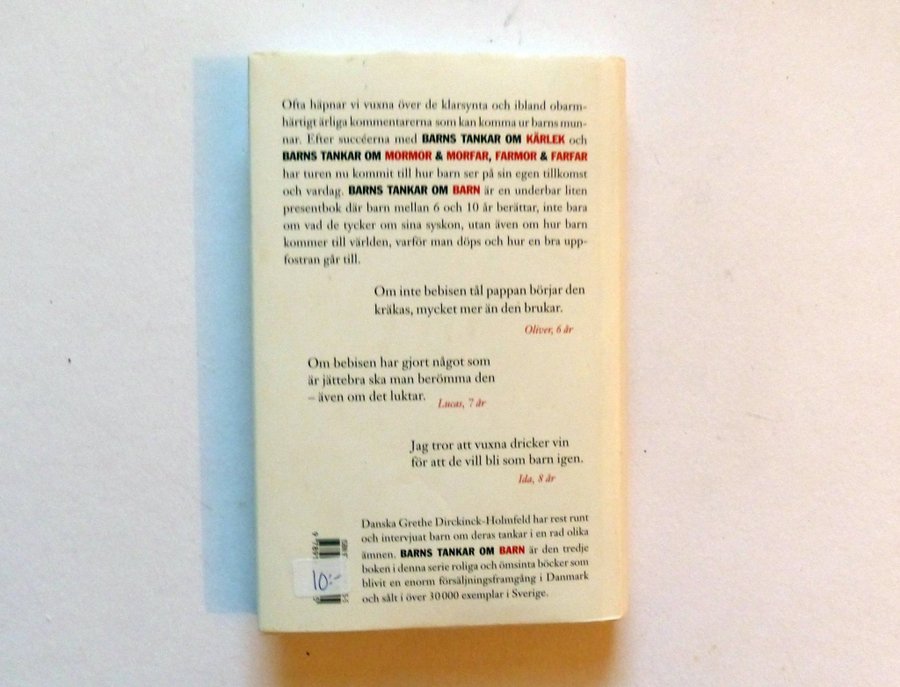 Ofta häpnar vi vuxna över de klarsynta och ibland obarm-
härtigt ärliga kommentarerna som kan komma ur barns mun-
nar. Efter succéerna med BARNS TANKAR OM KÄRLEK och
BARNS TANKAR OM MORMOR & MORFAR, FARMOR & FARFAR
har turen nu kommit till hur barn ser på sin egen tillkomst
och vardag. BARNS TANKAR OM BARN är en underbar liten
presentbok där barn mellan 6 och 10 år berättar, inte bara
om vad de tycker om sina syskon, utan även om hur barn
kommer till världen, varför man döps och hur en bra upp-
fostran går till.
Om inte bebisen tål pappan börjar den
kräkas, mycket mer än den brukar.
Oliver, 6 år
Om bebisen har gjort något som
är jättebra ska man berömma den
– även om det luktar.
Lucas, 7 år
Jag tror att vuxna dricker vin
för att de vill bli som barn igen.
Ida, 8 år
Danska Grethe Dirckinck-Holmfeld har rest runt
och intervjuat barn om deras tankar i en rad olika
ämnen. BARNS TANKAR OM BARN är den tredje
boken i denna serie roliga och ömsinta böcker som
blivit en enorm försäljningsframgång i Danmark
och sålt i över 30 000 exemplar i Sverige.
10:-